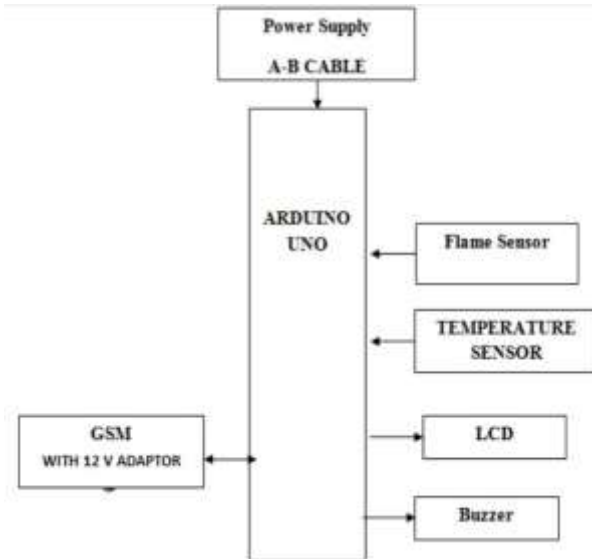 Power Supply
A-B CABLE
ARDUINO
UNO
Flame Sensor
TEMPERATURE
SENSOR
GSM
WITH 12 V ADAPTOR
LCD
Buzzer